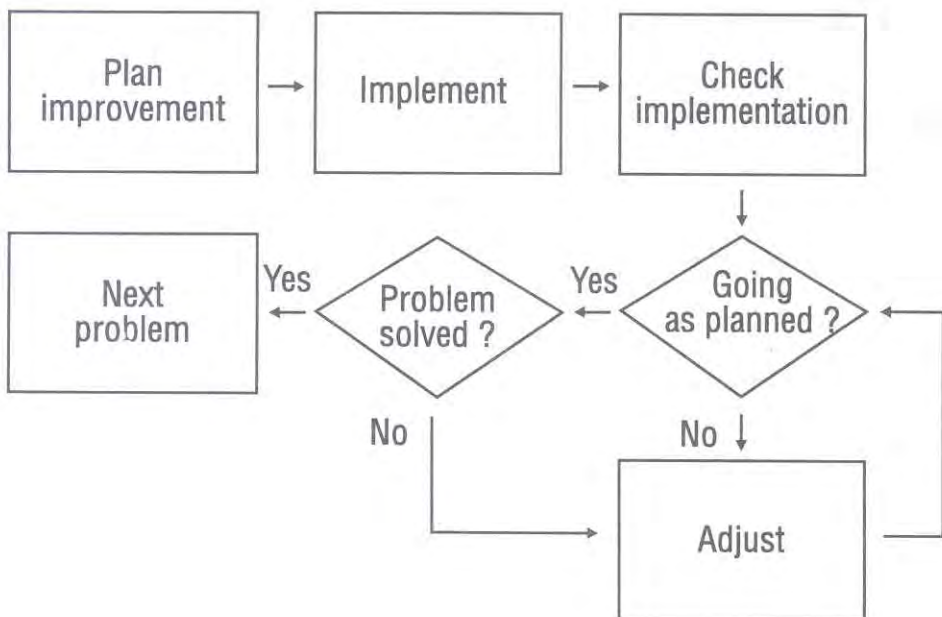 Plan
improvement
Implement
Check
implementation
Next
problem
Yes
Problem
solved ?
Yes
Going
as planned ?
No
No
Adjust